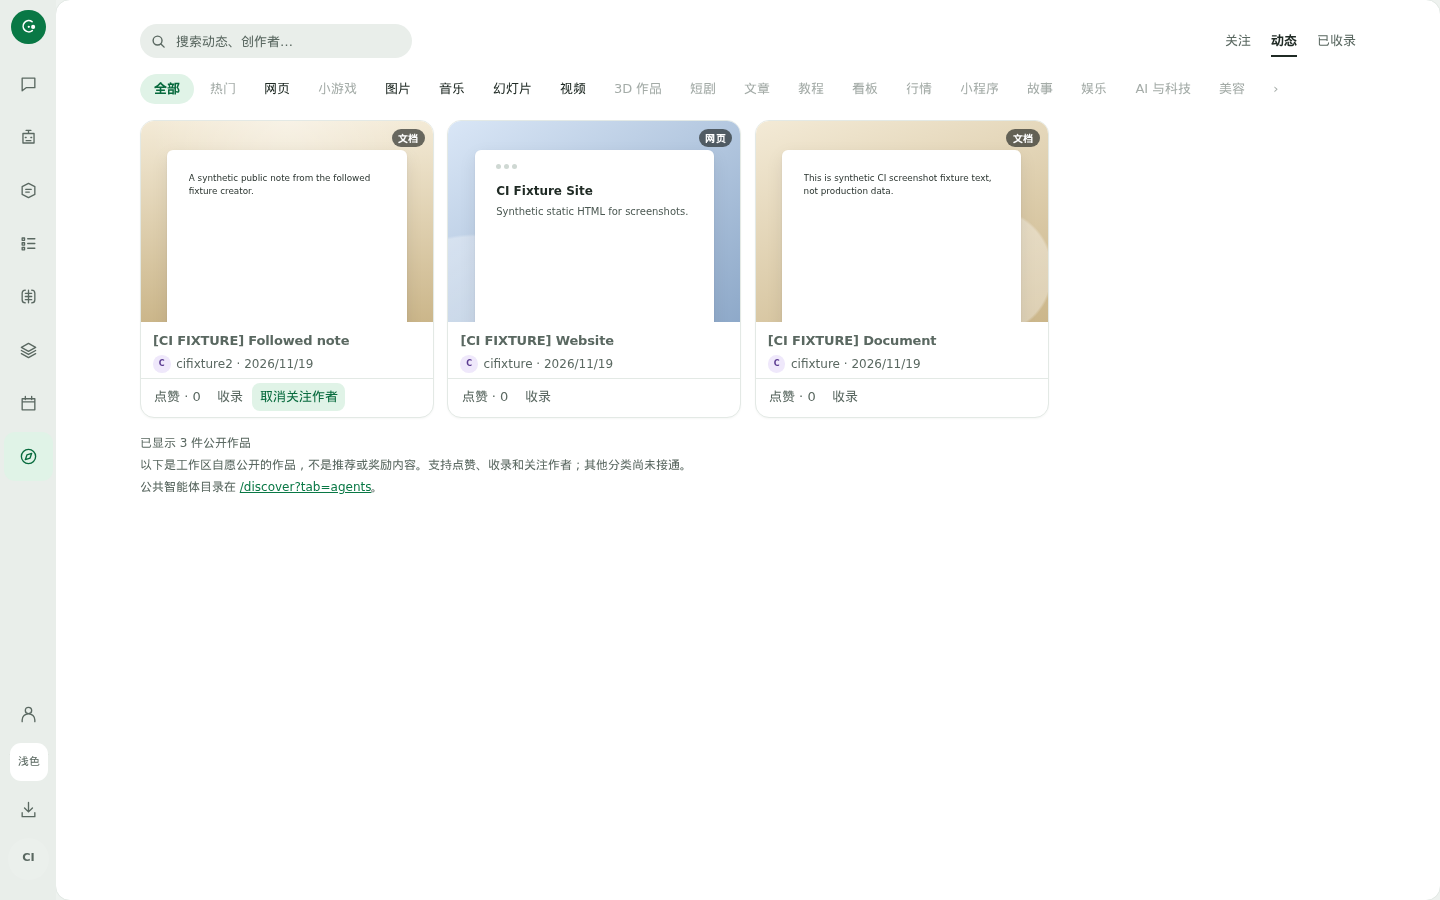 搜索动态、创作者…
关注 动态 已收录
全部 热门 网页 小游戏 图片 音乐 幻灯片 视频 3D 作品 短剧 文章 教程 看板 行情 小程序 故事 娱乐 AI 与科技 美容 ›
文档
A synthetic public note from the followed
fixture creator.
[CI FIXTURE] Followed note
C cifixture2 · 2026/11/19
点赞 · 0 收录 取消关注作者
网页
CI Fixture Site
Synthetic static HTML for screenshots.
[CI FIXTURE] Website
C cifixture · 2026/11/19
点赞 · 0 收录
文档
This is synthetic CI screenshot fixture text,
not production data.
[CI FIXTURE] Document
C cifixture · 2026/11/19
点赞 · 0 收录
已显示 3 件公开作品
以下是工作区自愿公开的作品，不是推荐或奖励内容。支持点赞、收录和关注作者；其他分类尚未接通。
公共智能体目录在 /discover?tab=agents。
浅色
CI